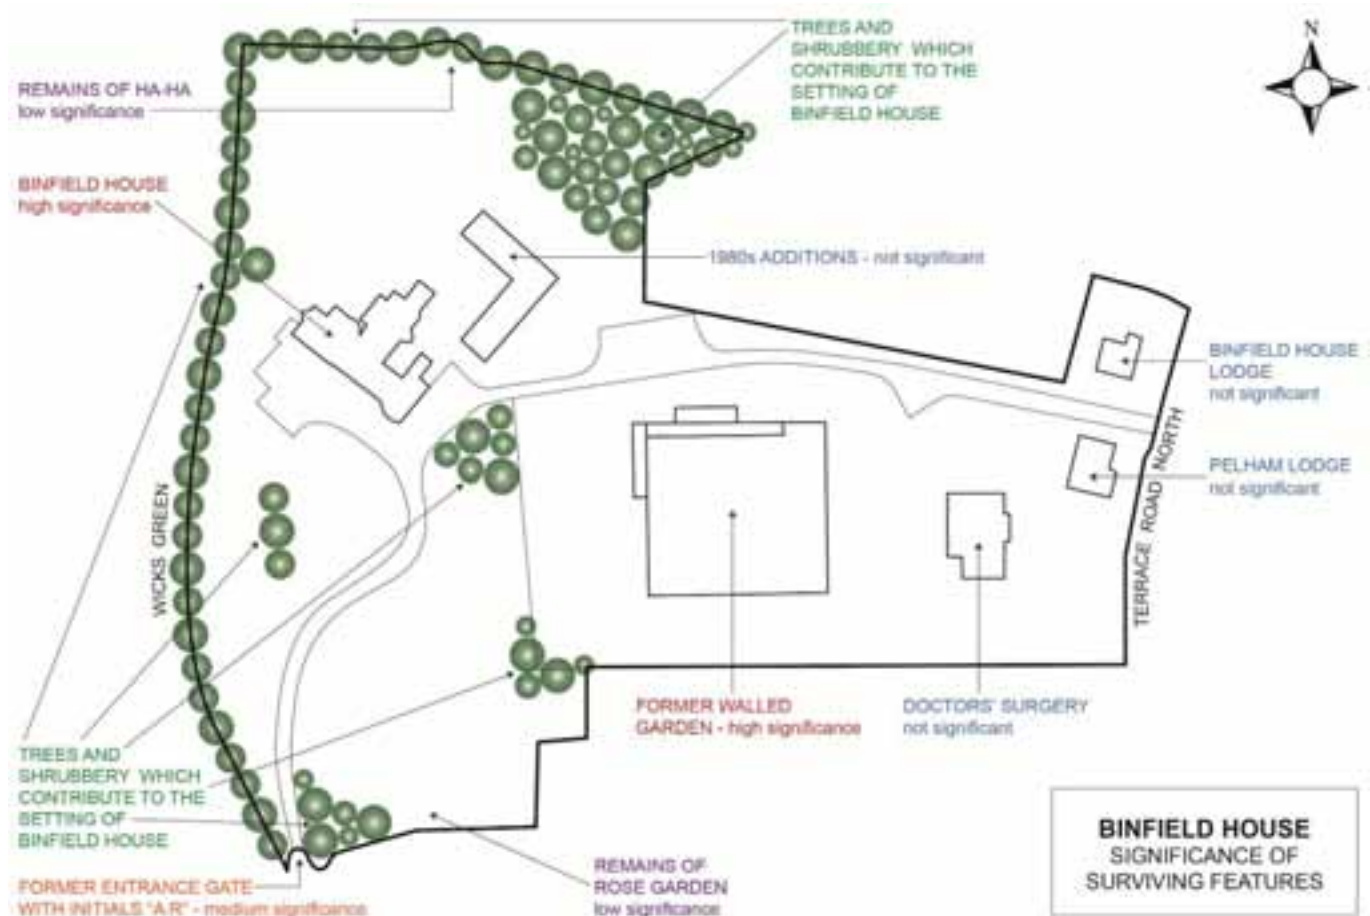 TREES AND
SHRUBBERY WHICH
CONTRIBUTE TO THE
SETTING OF
BINFIELD HOUSE
N
REMAINS OF HA-HA
low significance
BINFIELD HOUSE
high significance
1980s ADDITIONS - not significant
BINFIELD HOUSE
LODGE
not significant
PELHAM LODGE
not significant
WICKS GREEN
TERRACE ROAD NORTH
FORMER WALLED
GARDEN - high significance
DOCTORS' SURGERY
not significant
TREES AND
SHRUBBERY WHICH
CONTRIBUTE TO THE
SETTING OF
BINFIELD HOUSE
FORMER ENTRANCE GATE
WITH INITIALS "A R" - medium significance
REMAINS OF
ROSE GARDEN
low significance
BINFIELD HOUSE
SIGNIFICANCE OF
SURVIVING FEATURES